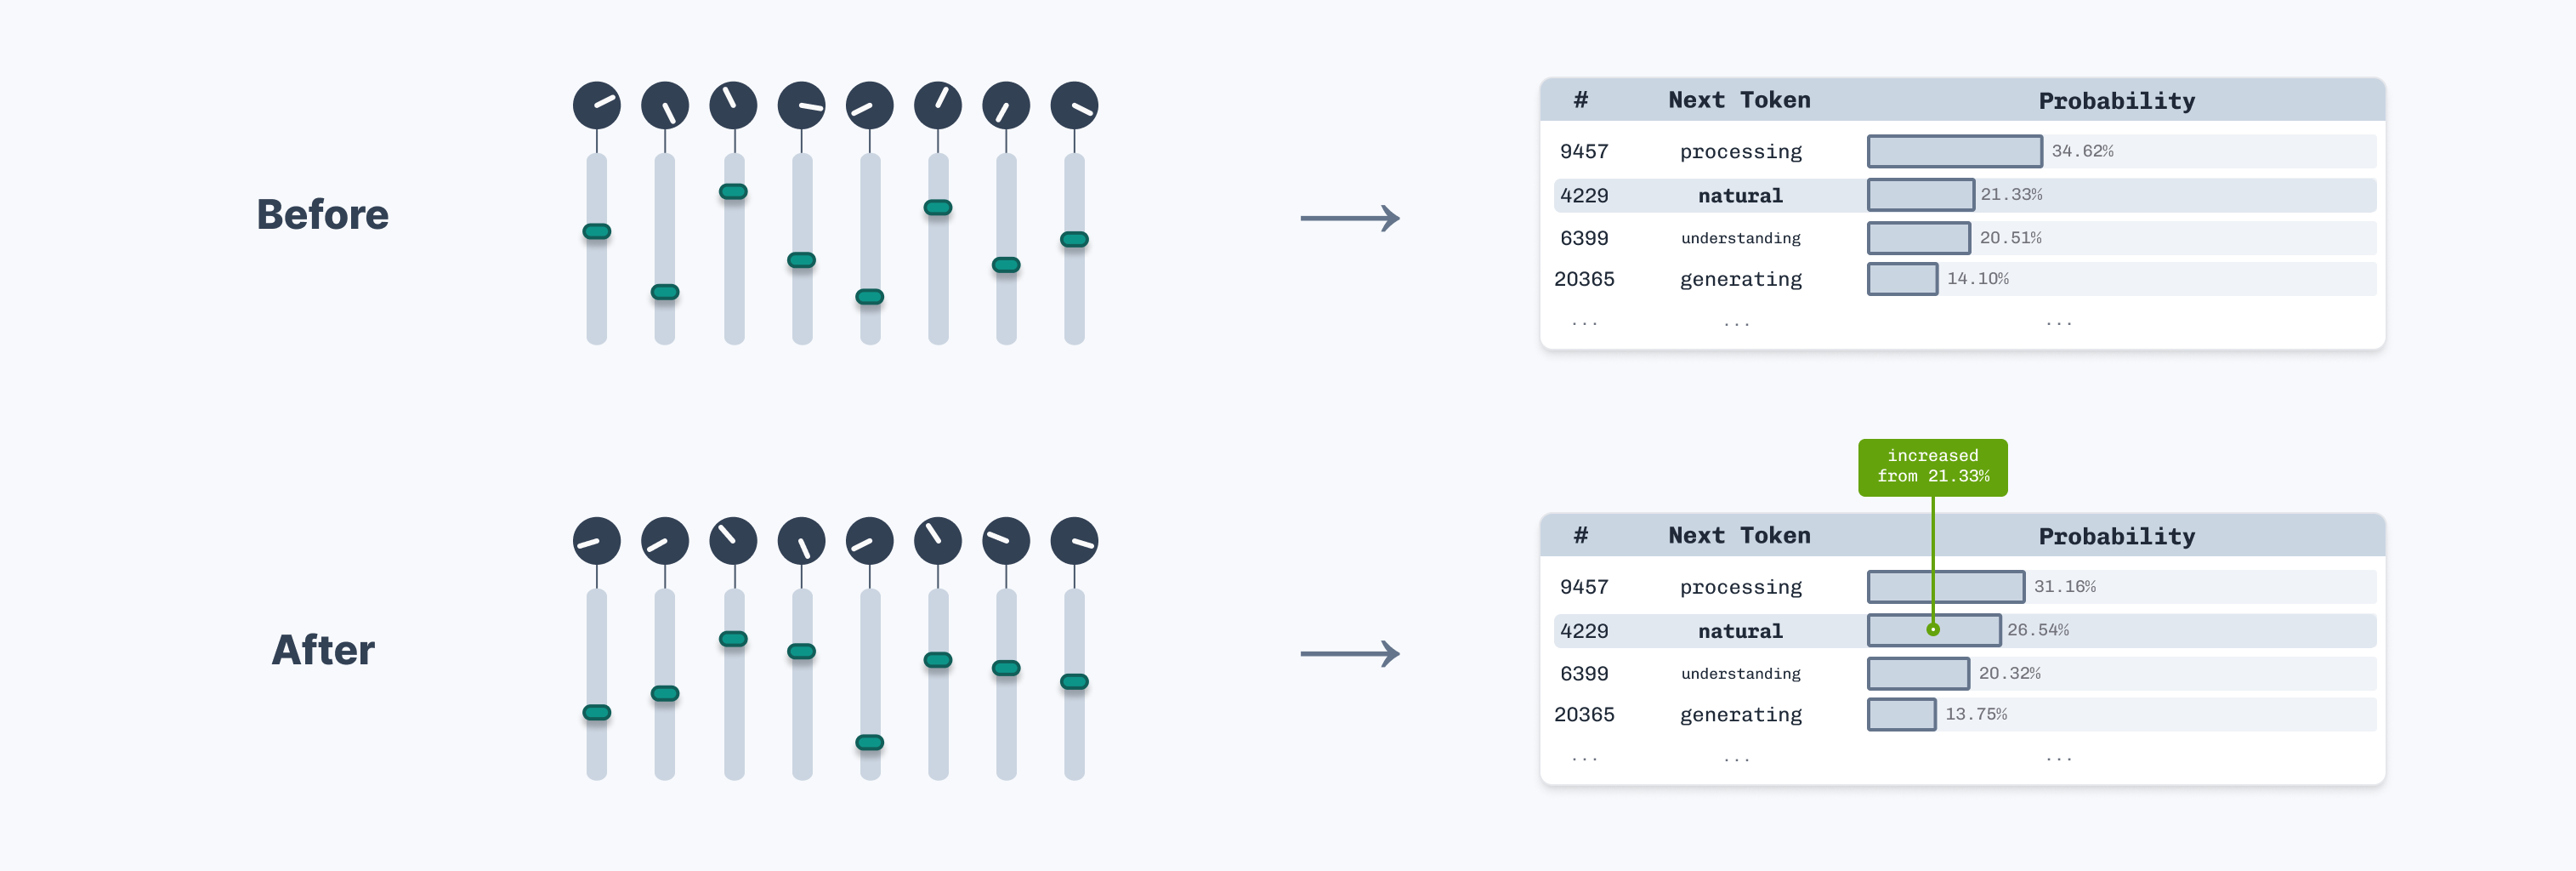 Before
# Next Token Probability
9457 processing 34.62%
4229 natural 21.33%
6399 understanding 20.51%
20365 generating 14.10%
... ... ...
After
increased
from 21.33%
# Next Token Probability
9457 processing 31.16%
4229 natural 26.54%
6399 understanding 20.32%
20365 generating 13.75%
... ... ...